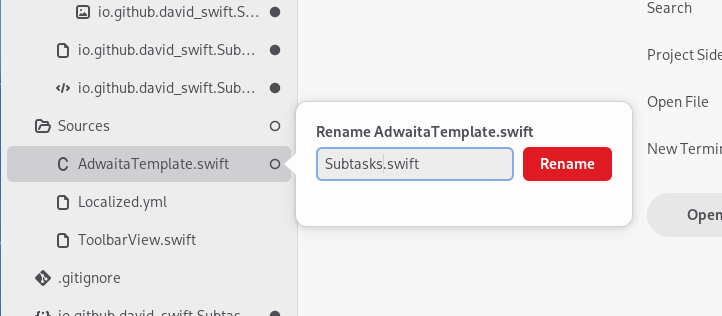 io.github.david_swift.S...
io.github.david_swift.Sub...
io.github.david_swift.Sub...
Sources
AdwaitaTemplate.swift
Localized.yml
ToolbarView.swift
.gitignore
io.github.david_swift.Subtas...
Rename AdwaitaTemplate.swift
Subtasks.swift
Rename
Search
Project Side
Open File
New Termin
Open